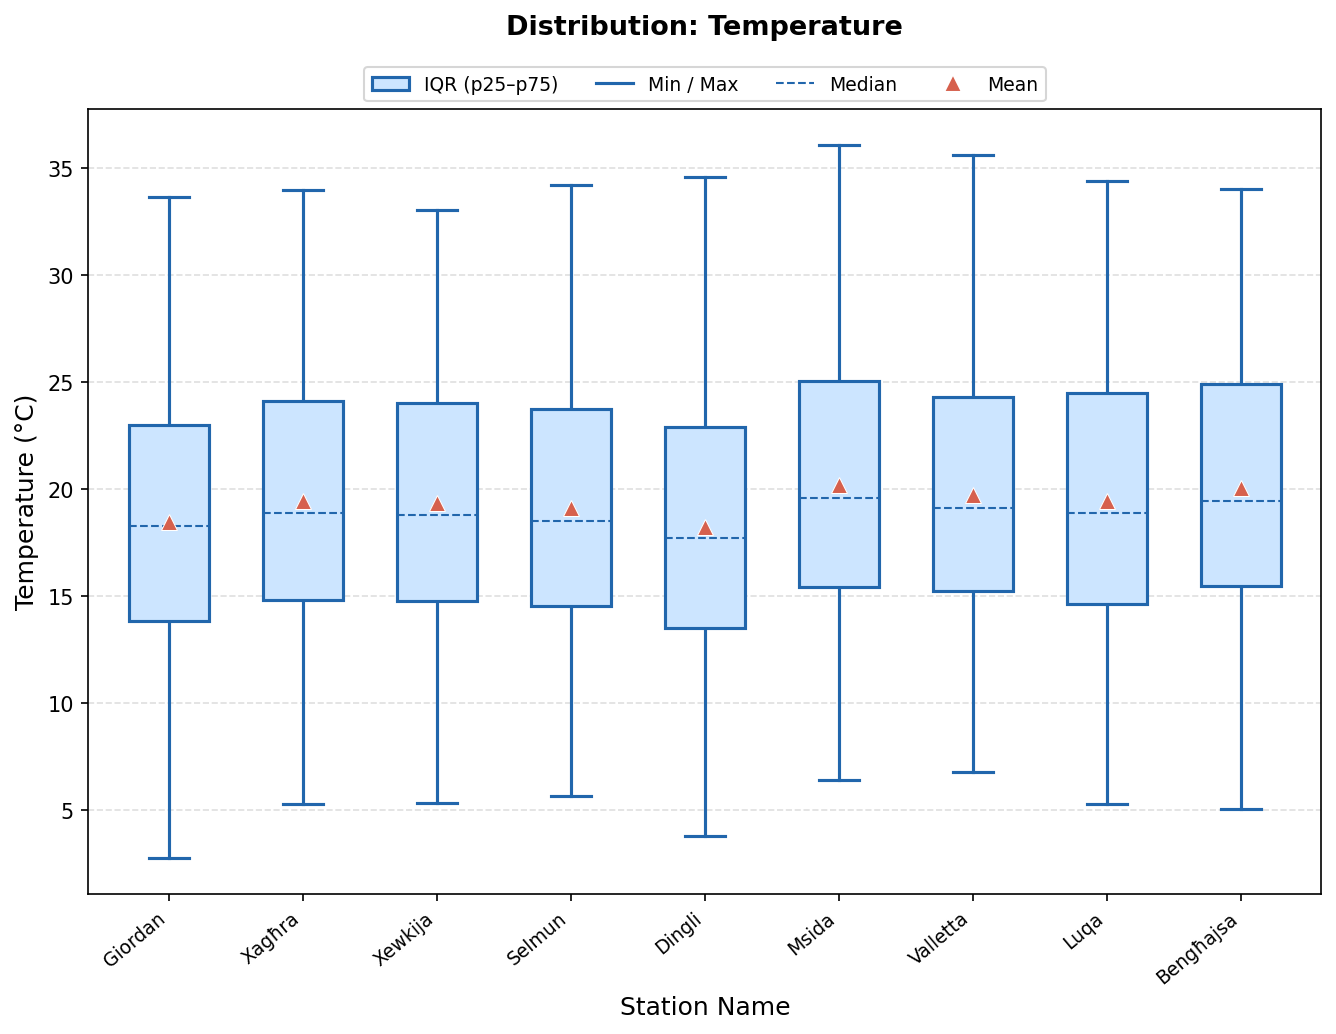 Distribution: Temperature
IQR (p25–p75) Min / Max Median Mean
Temperature (°C)
35
30
25
20
15
10
5
Giordan Xagħra Xewkija Selmun Dingli Msida Valletta Luqa Bengħajsa
Station Name